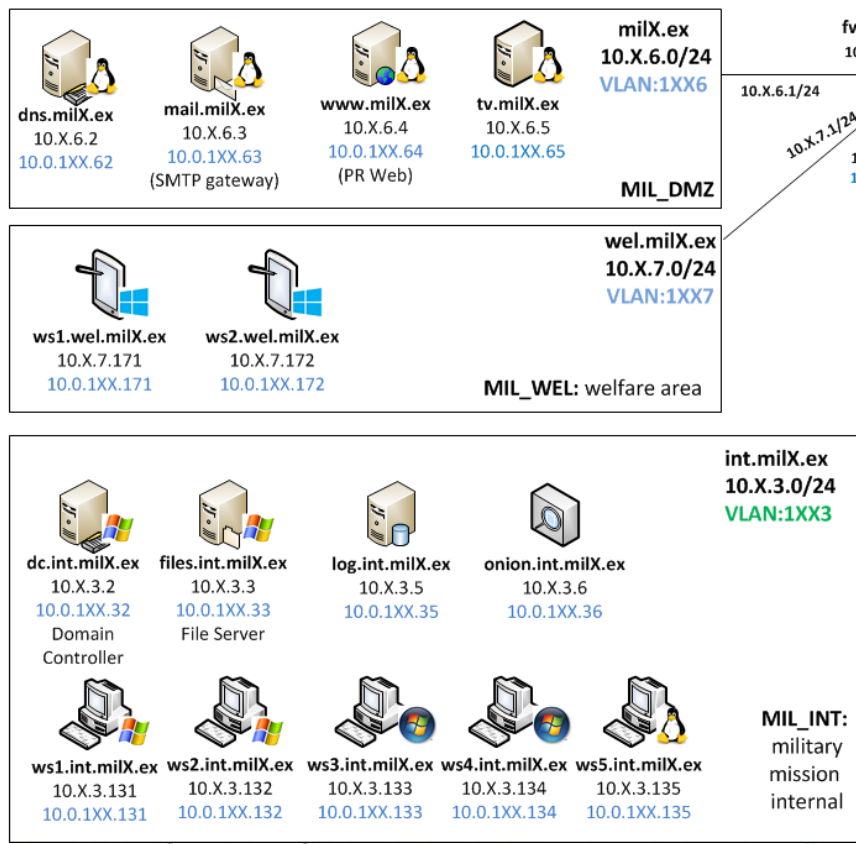 milX.ex
10.X.6.0/24
VLAN:1XX6
dns.milX.ex
10.X.6.2
10.0.1XX.62
mail.milX.ex
10.X.6.3
10.0.1XX.63
(SMTP gateway)
www.milX.ex
10.X.6.4
10.0.1XX.64
(PR Web)
tv.milX.ex
10.X.6.5
10.0.1XX.65
MIL_DMZ
10.X.6.1/24
10.X.7.1/24
wel.milX.ex
10.X.7.0/24
VLAN:1XX7
ws1.wel.milX.ex
10.X.7.171
10.0.1XX.171
ws2.wel.milX.ex
10.X.7.172
10.0.1XX.172
MIL_WEL: welfare area
int.milX.ex
10.X.3.0/24
VLAN:1XX3
dc.int.milX.ex
10.X.3.2
10.0.1XX.32
Domain
Controller
files.int.milX.ex
10.X.3.3
10.0.1XX.33
File Server
log.int.milX.ex
10.X.3.5
10.0.1XX.35
onion.int.milX.ex
10.X.3.6
10.0.1XX.36
ws1.int.milX.ex
10.X.3.131
10.0.1XX.131
ws2.int.milX.ex
10.X.3.132
10.0.1XX.132
ws3.int.milX.ex
10.X.3.133
10.0.1XX.133
ws4.int.milX.ex
10.X.3.134
10.0.1XX.134
ws5.int.milX.ex
10.X.3.135
10.0.1XX.135
MIL_INT:
military
mission
internal